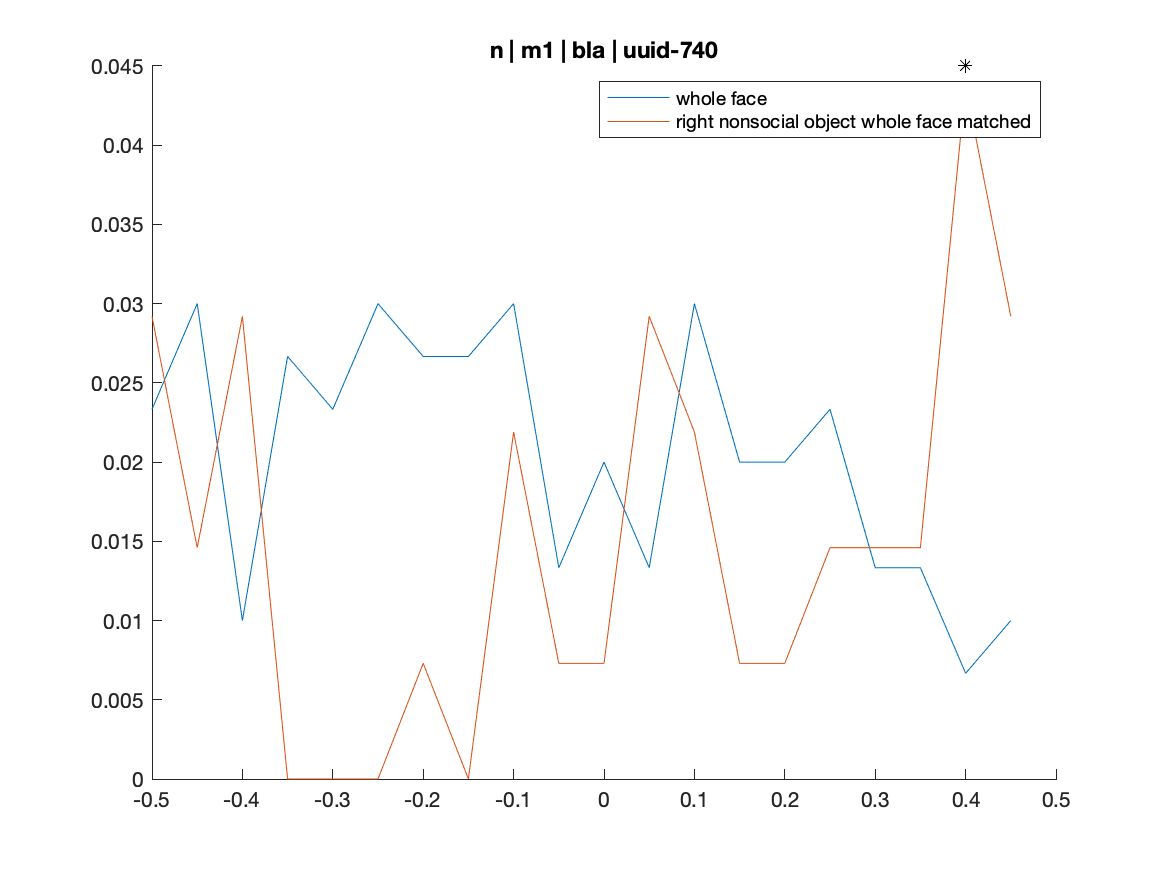 n | m1 | bla | uuid-740
0.045
whole face
right nonsocial object whole face matched
0.04
0.035
0.03
0.025
0.02
0.015
0.01
0.005
0
-0.5 -0.4 -0.3 -0.2 -0.1 0 0.1 0.2 0.3 0.4 0.5